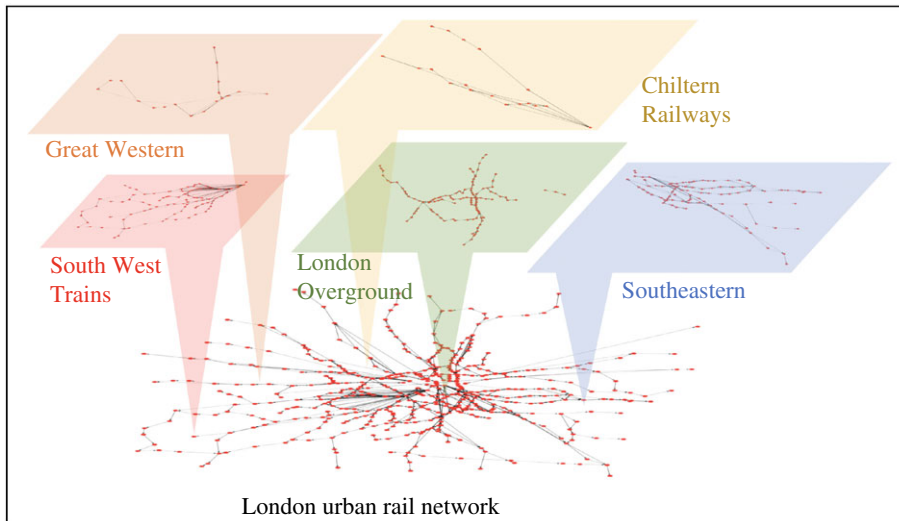 Chiltern
Railways
Great Western
South West
Trains
London
Overground
Southeastern
London urban rail network